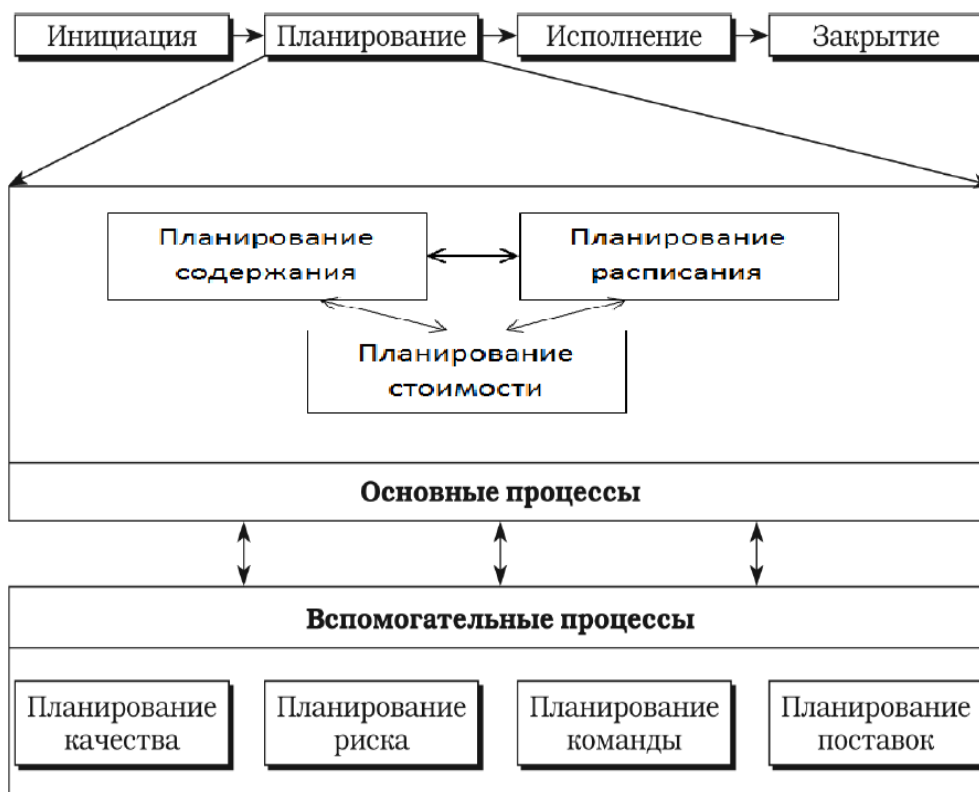 Инициация
Планирование
Исполнение
Закрытие
Планирование
содержания
Планирование
расписания
Планирование
стоимости
Основные процессы
Вспомогательные процессы
Планирование
качества
Планирование
риска
Планирование
команды
Планирование
поставок